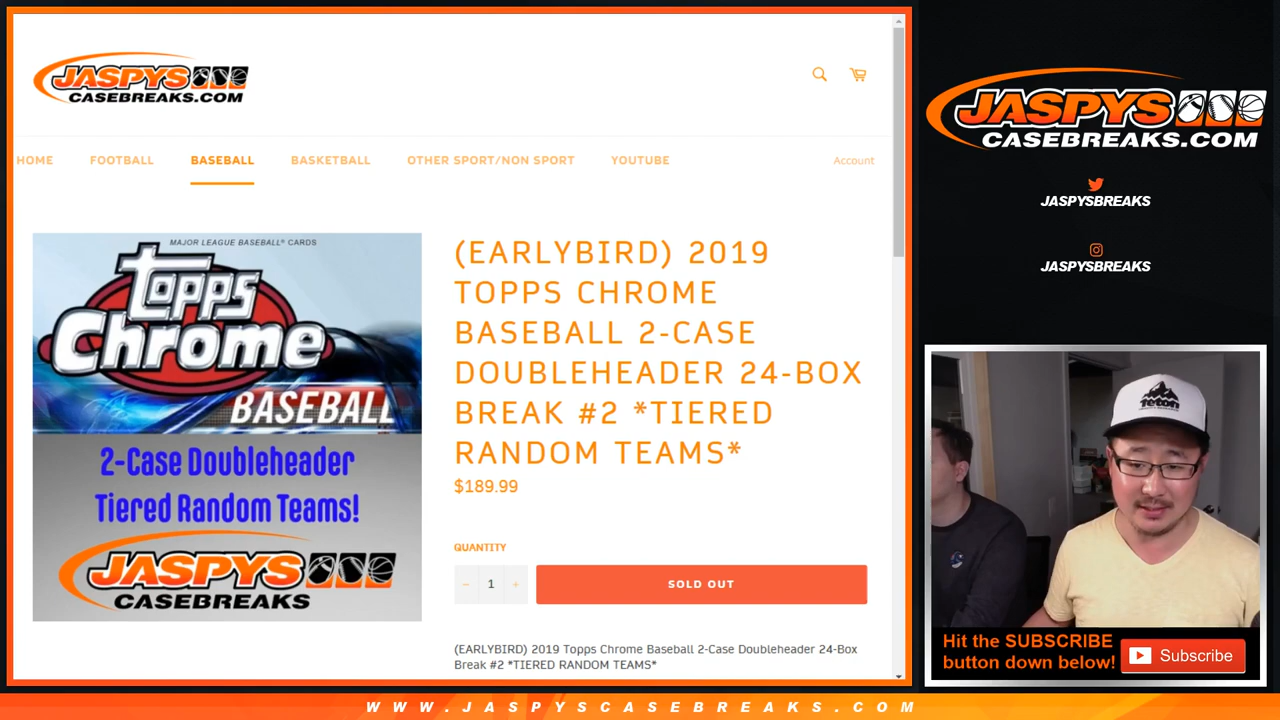 JASPYS
CASEBREAKS.COM
HOME
FOOTBALL
BASEBALL
BASKETBALL
OTHER SPORT/NON SPORT
YOUTUBE
Account
MAJOR LEAGUE BASEBALL® CARDS
topps
Chrome
BASEBALL
2-Case Doubleheader
Tiered Random Teams!
JASPYS
CASEBREAKS.COM
(EARLYBIRD) 2019
TOPPS CHROME
BASEBALL 2-CASE
DOUBLEHEADER 24-BOX
BREAK #2 *TIERED
RANDOM TEAMS*
$189.99
QUANTITY
− 1 +
SOLD OUT
(EARLYBIRD) 2019 Topps Chrome Baseball 2-Case Doubleheader 24-Box
Break #2 *TIERED RANDOM TEAMS*
JASPYS
CASEBREAKS.COM
JASPYSBREAKS
JASPYSBREAKS
Teton
Hit the SUBSCRIBE
button down below!
Subscribe
WWW.JASPYSCASEBREAKS.COM